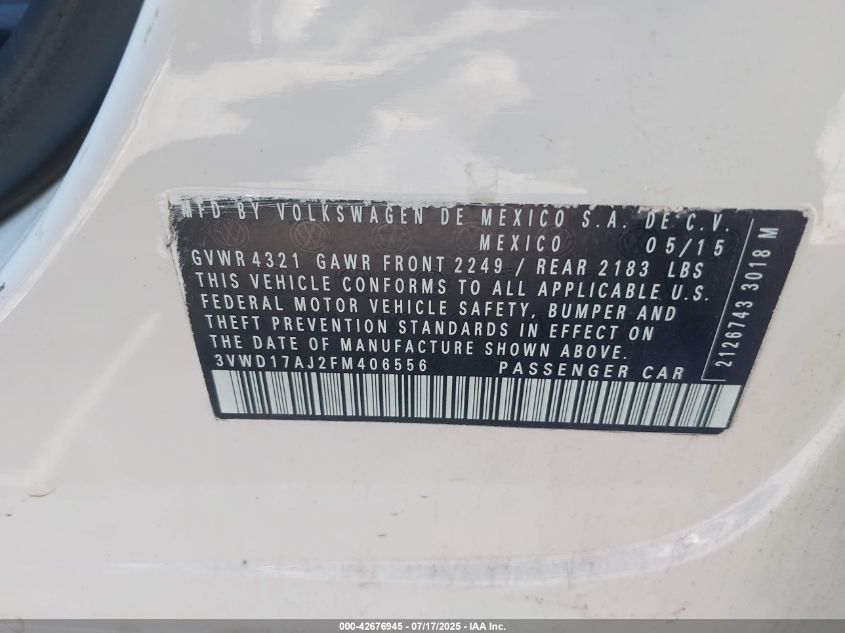 MFD BY VOLKSWAGEN DE MEXICO S.A. DE C.V.
MEXICO 05/15
GVWR 4321 GAWR FRONT 2249 / REAR 2183 LBS
THIS VEHICLE CONFORMS TO ALL APPLICABLE U.S.
FEDERAL MOTOR VEHICLE SAFETY, BUMPER AND
THEFT PREVENTION STANDARDS IN EFFECT ON
THE DATE OF MANUFACTURE SHOWN ABOVE.
3VWD17AJ2FM406556 PASSENGER CAR
2126743 3018 M
000-42676945 - 07/17/2025 - IAA Inc.